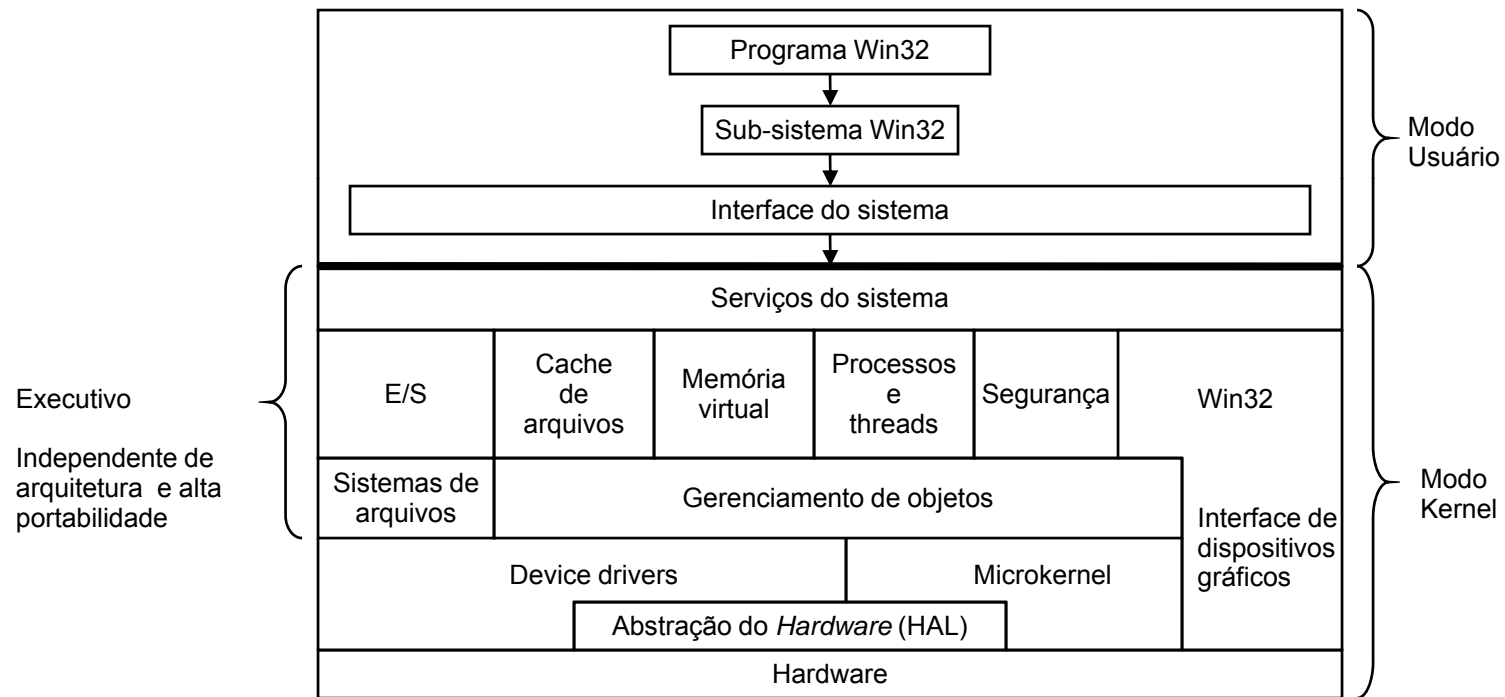 Programa Win32
Sub-sistema Win32
Interface do sistema
Modo
Usuário
Serviços do sistema
E/S
Cache
de
arquivos
Memória
virtual
Processos
e
threads
Segurança
Win32
Executivo
Independente de
arquitetura e alta
portabilidade
Sistemas de
arquivos
Gerenciamento de objetos
Interface de
dispositivos
gráficos
Modo
Kernel
Device drivers
Microkernel
Abstração do Hardware (HAL)
Hardware